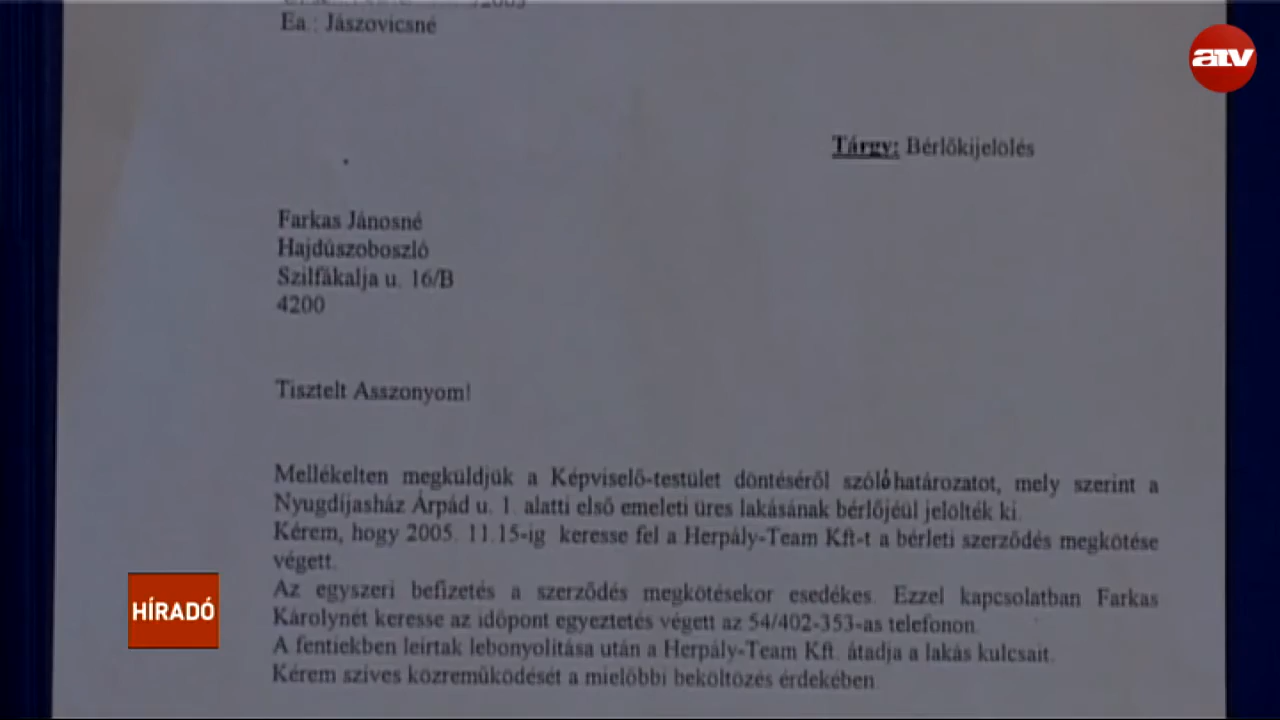 Ea.: Jászovicsné
atv
Tárgy: Bérlőkijelölés
Farkas Jánosné
Hajdúszoboszló
Szilfákalja u. 16/B
4200
Tisztelt Asszonyom!
Mellékelten megküldjük a Képviselő-testület döntéséről szóló határozatot, mely szerint a
Nyugdíjasház Árpád u. 1. alatti első emeleti üres lakásának bérlőjéül jelölték ki.
Kérem, hogy 2005. 11.15-ig keresse fel a Herpály-Team Kft-t a bérleti szerződés megkötése
végett.
Az egyszeri befizetés a szerződés megkötésekor esedékes. Ezzel kapcsolatban Farkas
Károlynét keresse az időpont egyeztetés végett az 54/402-353-as telefonon.
A fentiekben leírtak lebonyolítása után a Herpály-Team Kft. átadja a lakás kulcsait.
Kérem szíves közreműködését a mielőbbi beköltözés érdekében.
HÍRADÓ